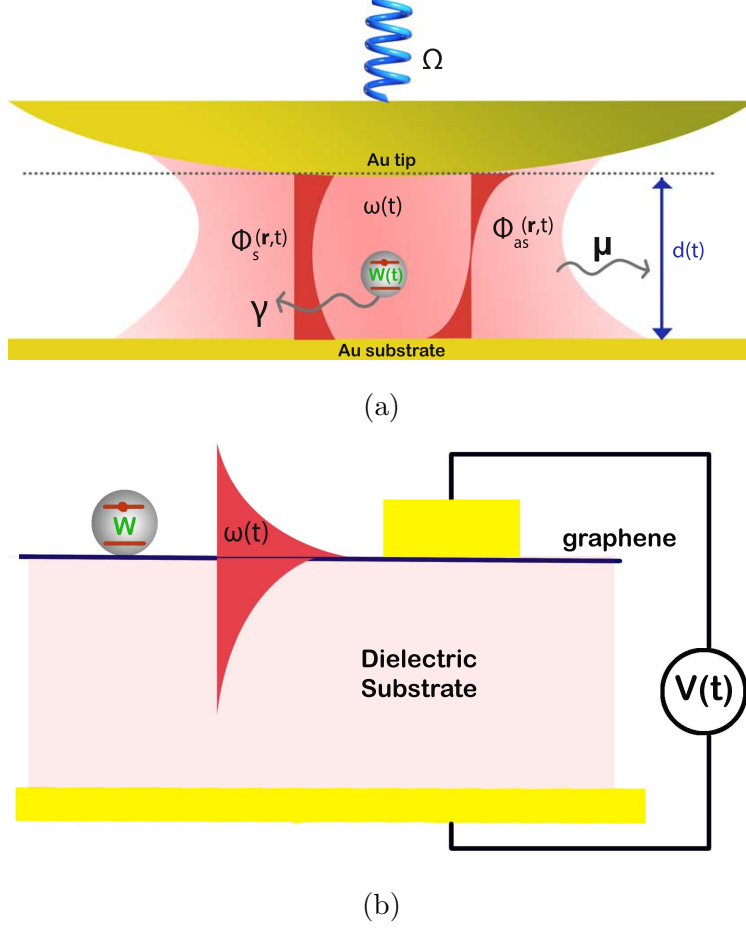 Ω
Au tip
ω(t)
Φs(r,t)
Φas(r,t)
μ
d(t)
W(t)
γ
Au substrate
(a)
W
ω(t)
graphene
Dielectric
Substrate
V(t)
(b)